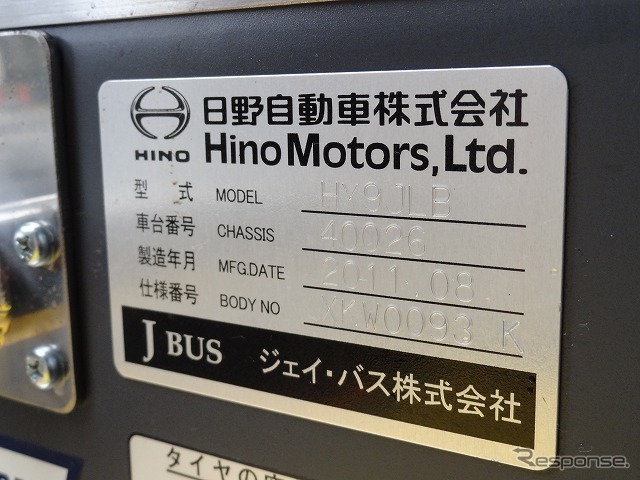 日野自動車株式会社
HINO Hino Motors, Ltd.
型 式 MODEL HY9JLB
車台番号 CHASSIS 40026
製造年月 MFG.DATE 2011.08.
仕様番号 BODY NO XKW0093 K
J BUS ジェイ・バス株式会社
タイヤの
Response.